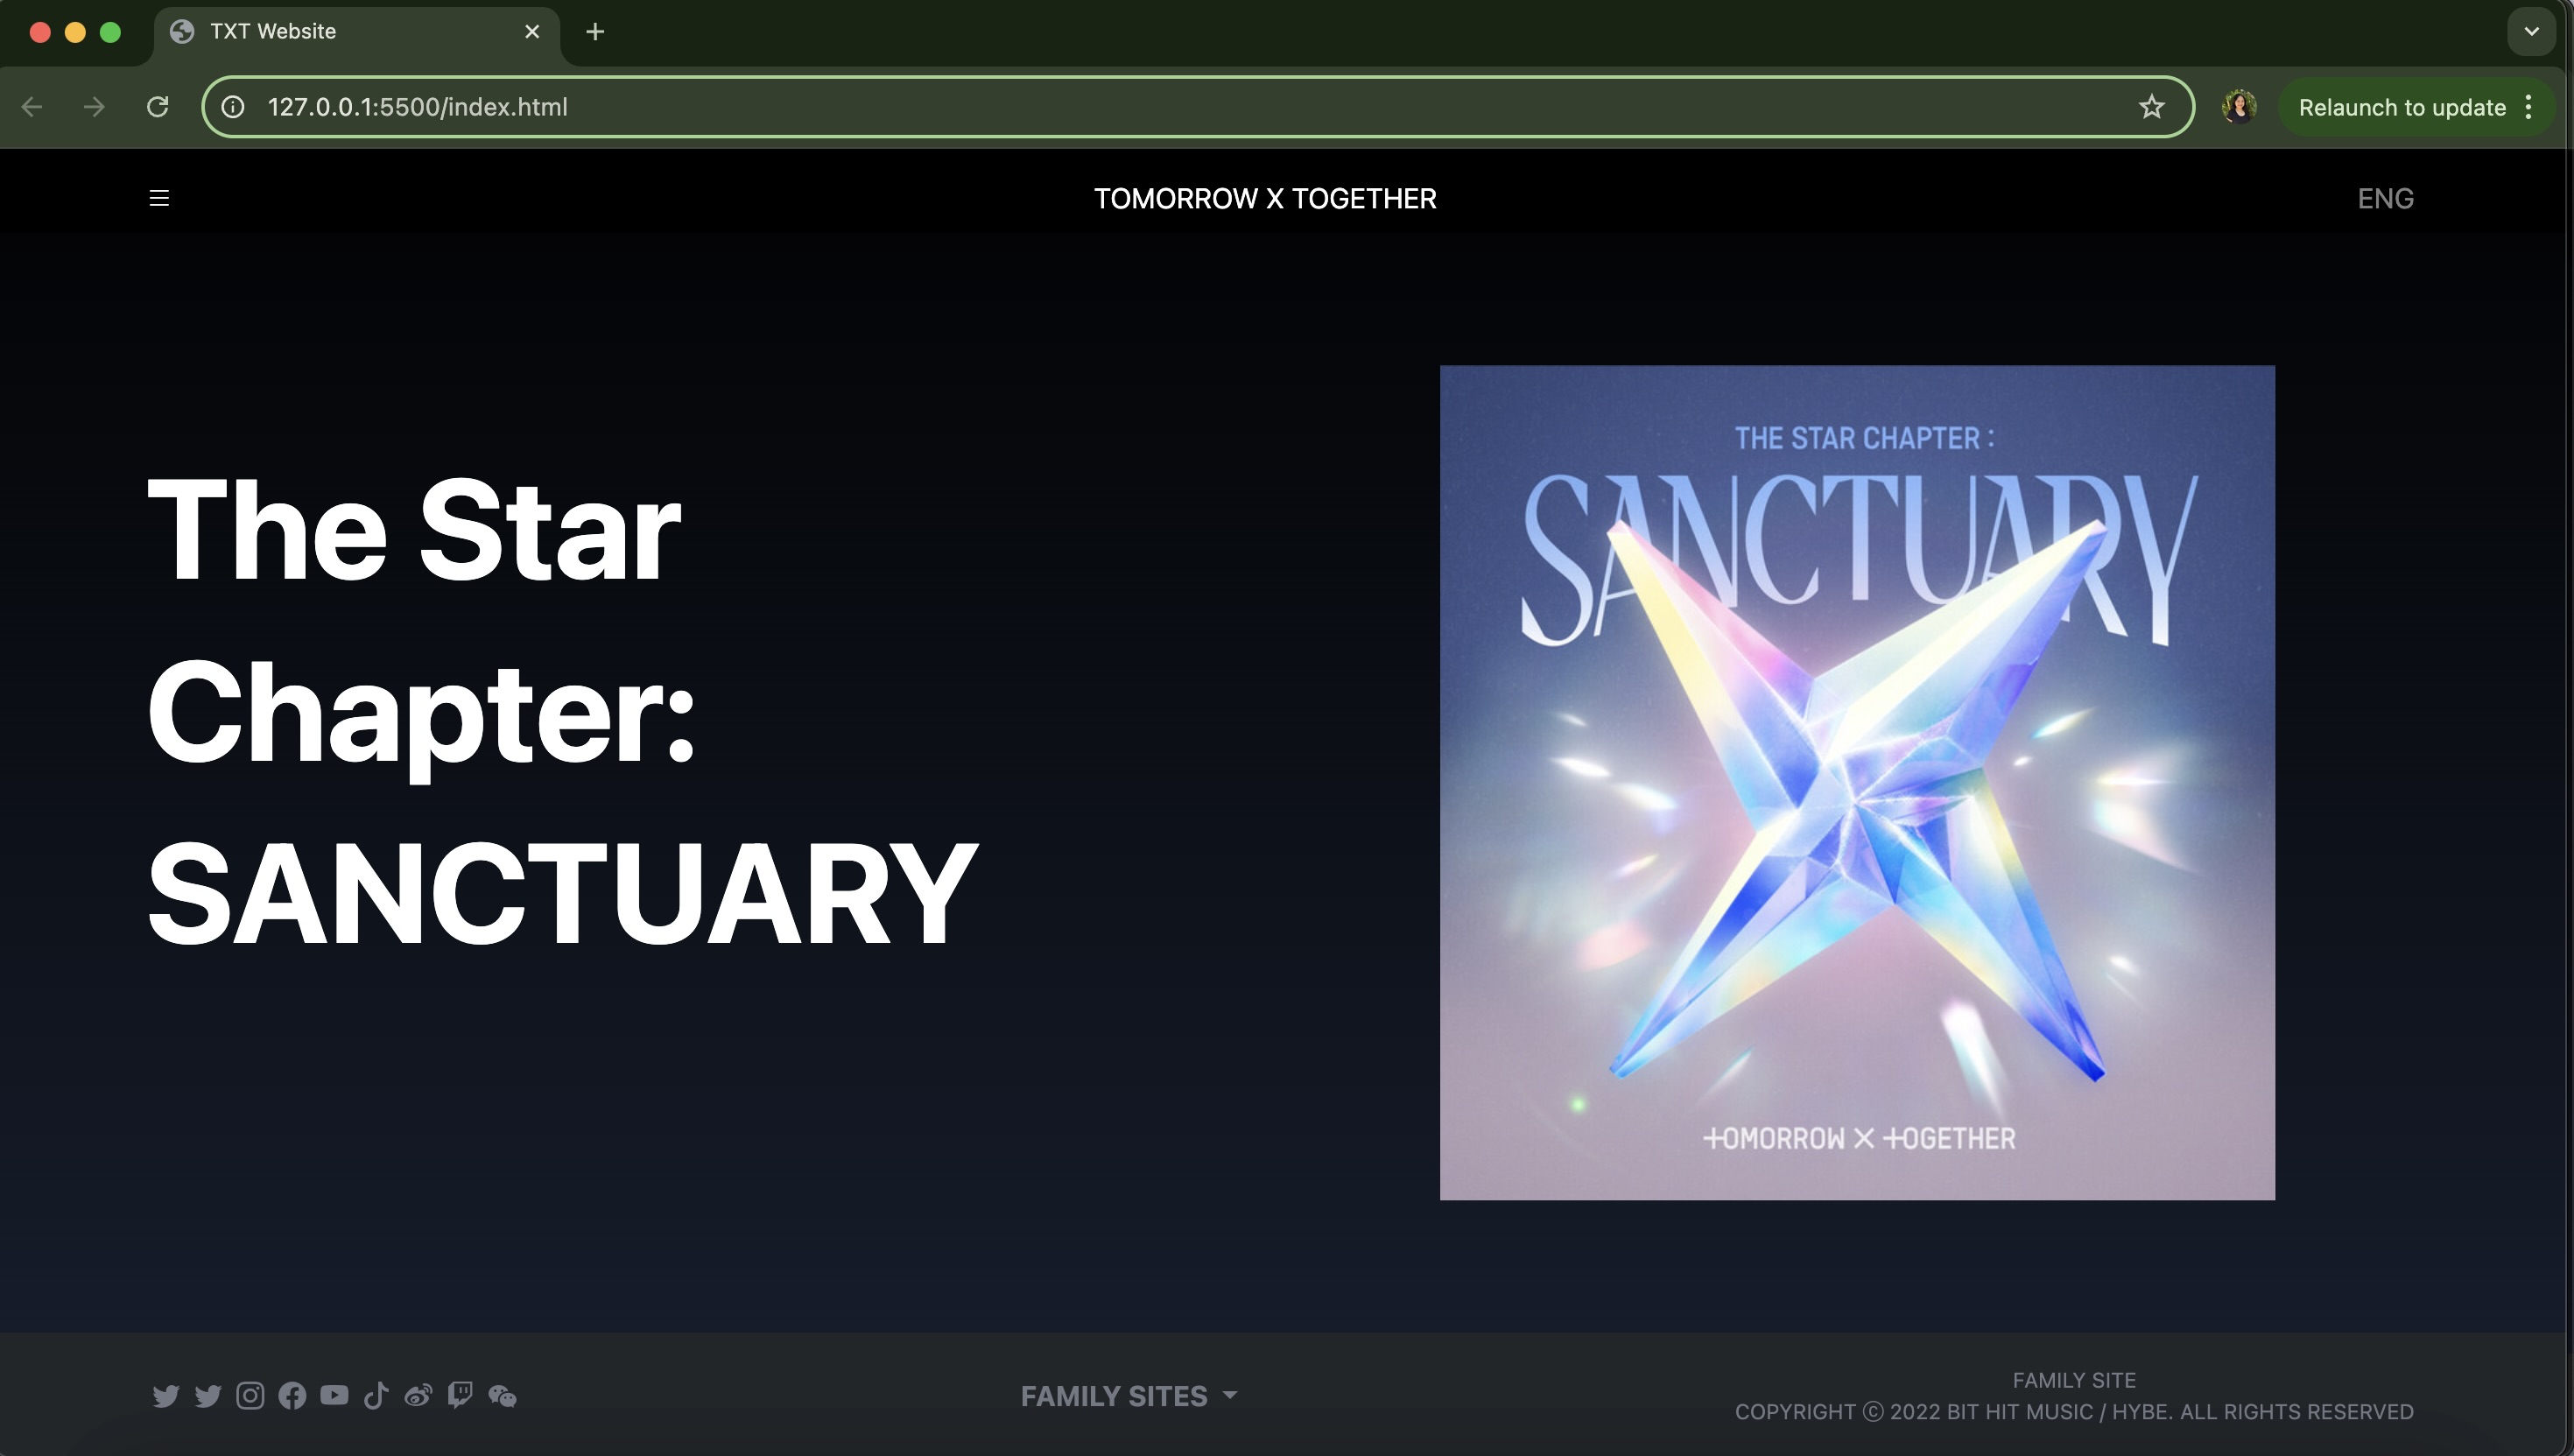 TXT Website
127.0.0.1:5500/index.html
Relaunch to update
TOMORROW X TOGETHER
ENG
The Star
Chapter:
SANCTUARY
THE STAR CHAPTER :
SANCTUARY
TOMORROW X TOGETHER
FAMILY SITES
FAMILY SITE
COPYRIGHT ⓒ 2022 BIT HIT MUSIC / HYBE. ALL RIGHTS RESERVED